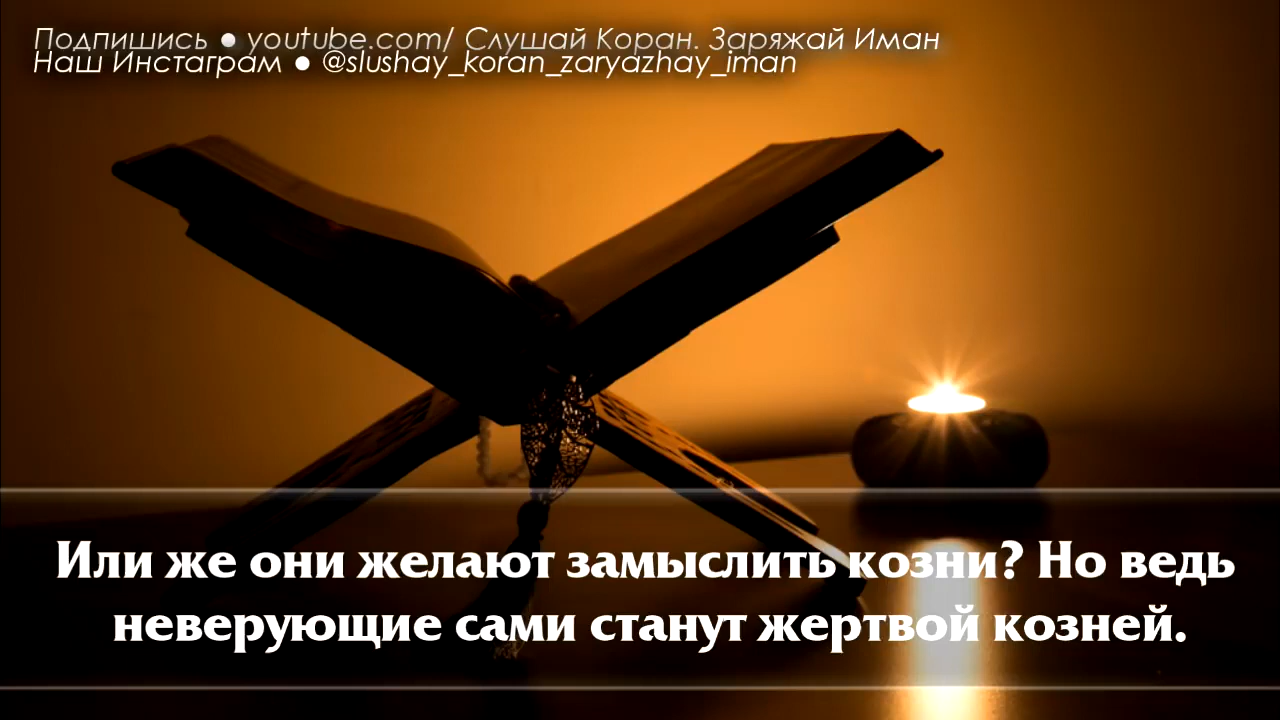 Подпишись ● youtube.com/ Слушай Коран. Заряжай Иман
Наш Инстаграм ● @slushay_koran_zaryazhay_iman
Или же они желают замыслить козни? Но ведь
неверующие сами станут жертвой козней.